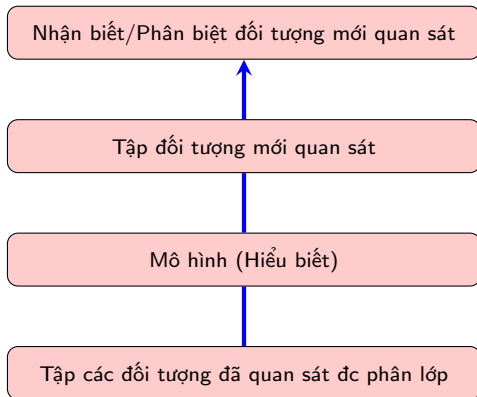 Nhận biết/Phân biệt đối tượng mới quan sát
Tập đối tượng mới quan sát
Mô hình (Hiểu biết)
Tập các đối tượng đã quan sát đc phân lớp